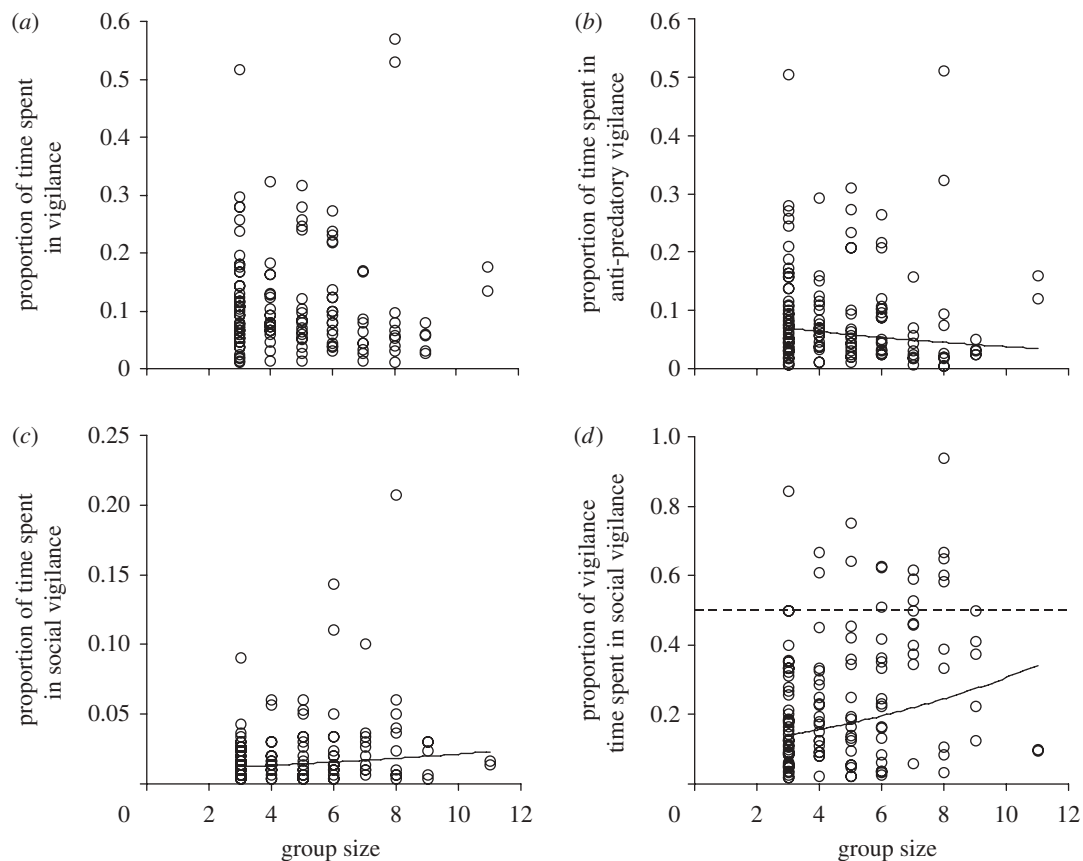 (a)
0.6
0.5
0.4
0.3
0.2
0.1
0
proportion of time spent
in vigilance
(b)
0.6
0.5
0.4
0.3
0.2
0.1
0
proportion of time spent in
anti-predatory vigilance
(c)
0.25
0.20
0.15
0.10
0.05
proportion of time spent
in social vigilance
0 2 4 6 8 10 12
group size
(d)
1.0
0.8
0.6
0.4
0.2
proportion of vigilance
time spent in social vigilance
0 2 4 6 8 10 12
group size